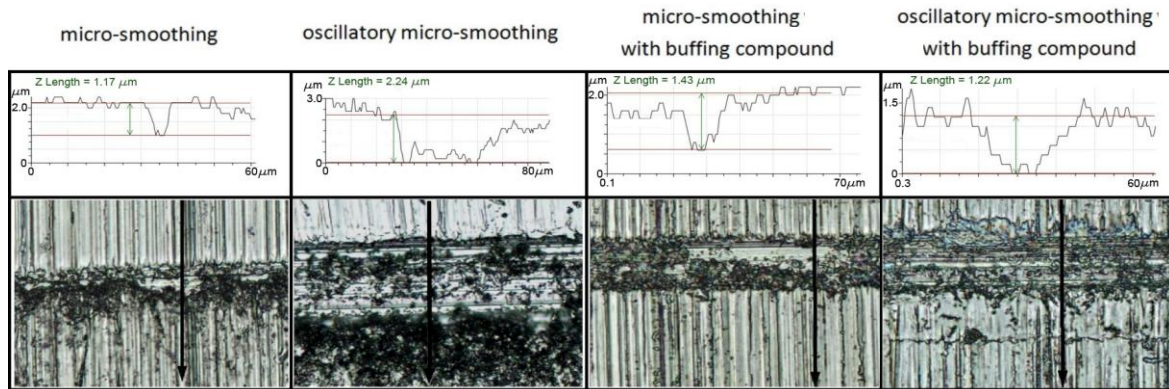 micro-smoothing
oscillatory micro-smoothing
micro-smoothing
with buffing compound
oscillatory micro-smoothing
with buffing compound
Z Length = 1.17 μm
μm
2.0
0
0
60μm
Z Length = 2.24 μm
μm
3.0
0
0
80μm
Z Length = 1.43 μm
μm
2.0
0
0.1
70μm
Z Length = 1.22 μm
μm
1.5
0
0.3
60μm